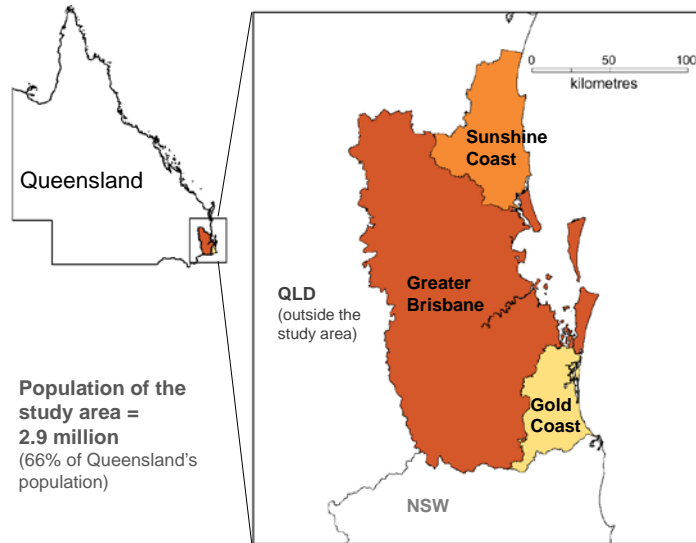 Queensland
Population of the
study area =
2.9 million
(66% of Queensland's
population)
0 50 100
kilometres
Sunshine
Coast
Greater
Brisbane
QLD
(outside the
study area)
Gold
Coast
NSW